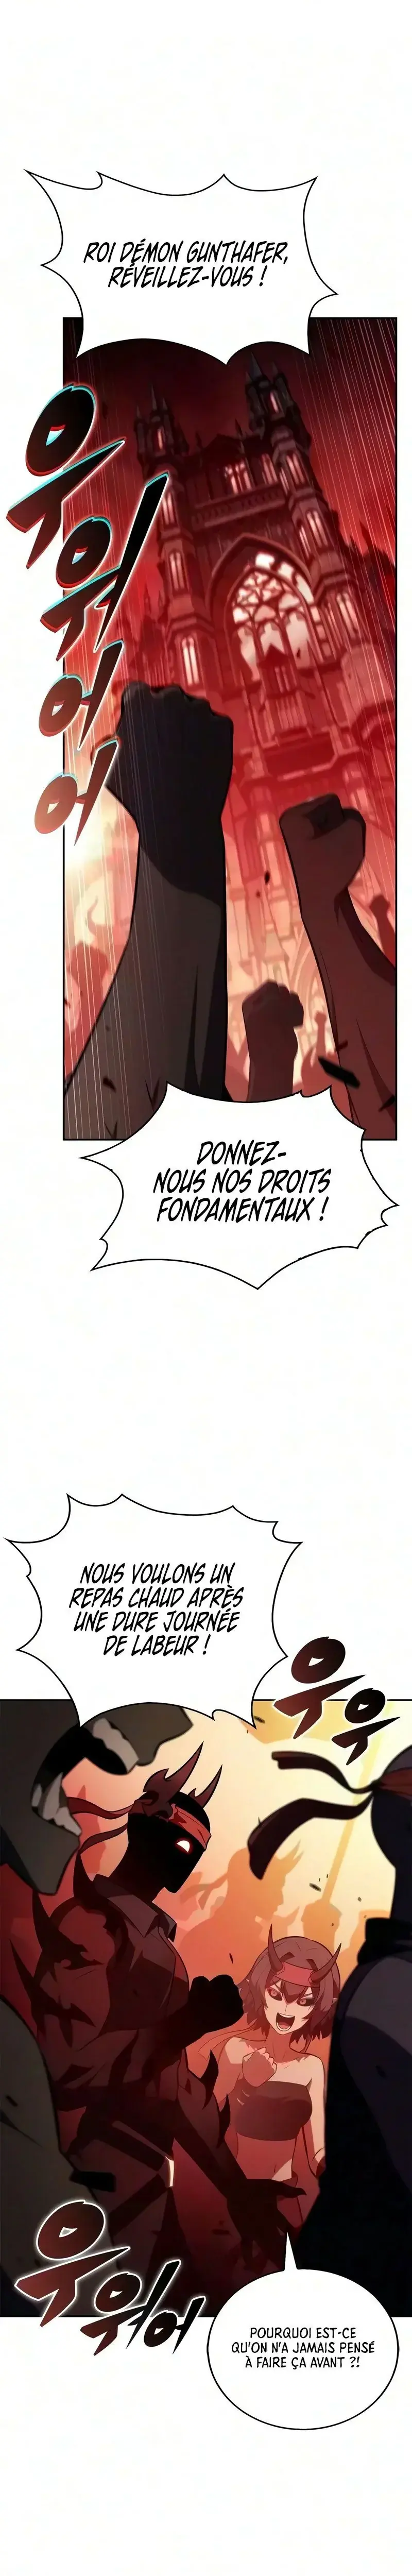 ROI DÉMON GUNTHAFER,
RÉVEILLEZ-VOUS !
우
워
어
어
DONNEZ-
NOUS NOS DROITS
FONDAMENTAUX !
NOUS VOULONS UN
REPAS CHAUD APRÈS
UNE DURE JOURNÉE
DE LABEUR !
우우
우워어
POURQUOI EST-CE
QU'ON N'A JAMAIS PENSÉ
À FAIRE ÇA AVANT ?!